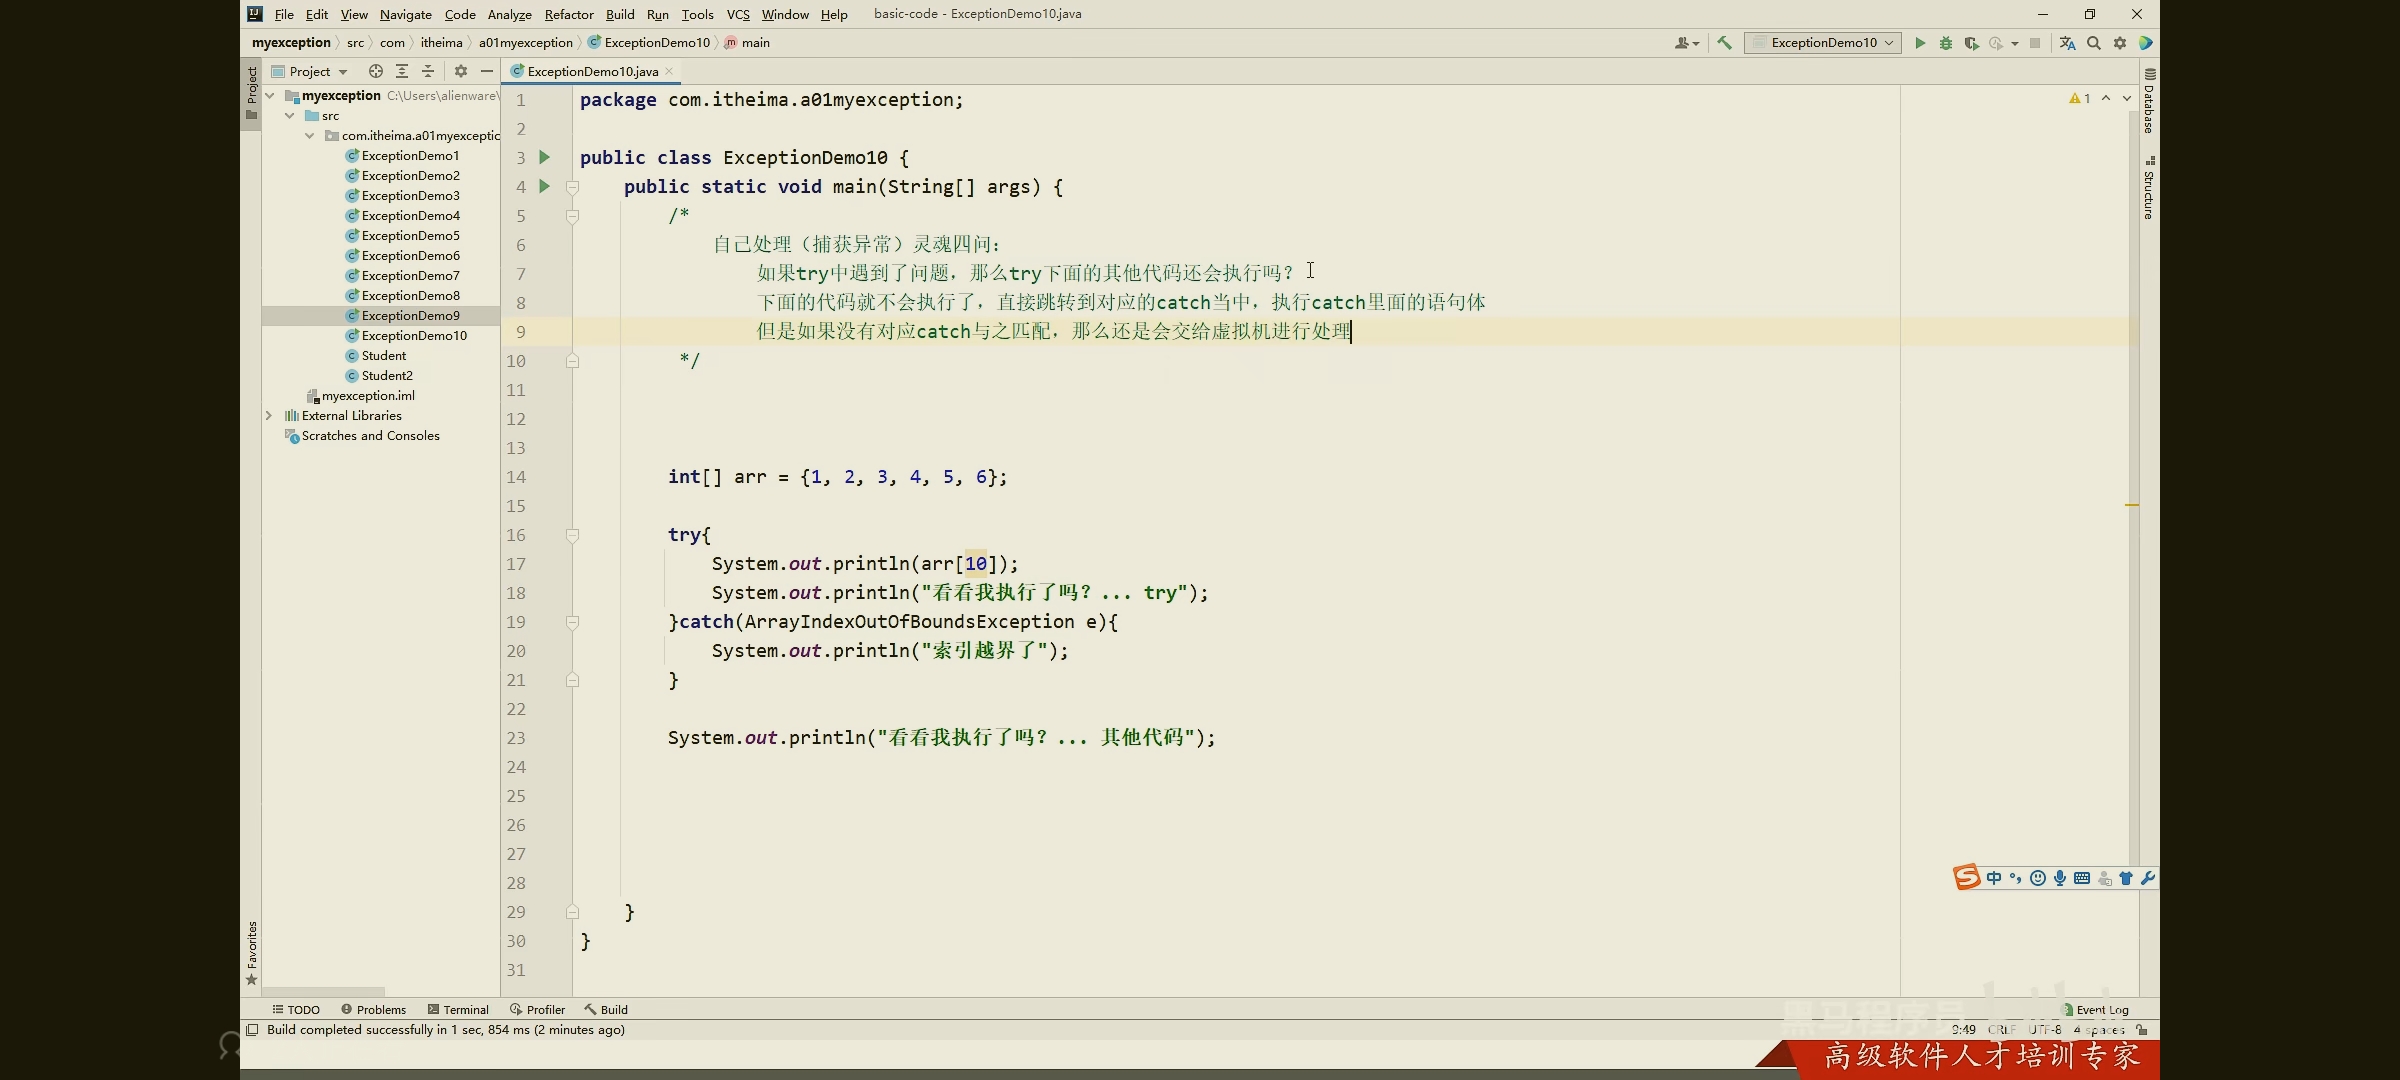 File Edit View Navigate Code Analyze Refactor Build Run Tools VCS Window Help basic-code - ExceptionDemo10.java
myexception src com itheima a01myexception ExceptionDemo10 main
ExceptionDemo10
Project
ExceptionDemo10.java
Project
myexception C:\Users\alienware\
src
com.itheima.a01myexceptic
ExceptionDemo1
ExceptionDemo2
ExceptionDemo3
ExceptionDemo4
ExceptionDemo5
ExceptionDemo6
ExceptionDemo7
ExceptionDemo8
ExceptionDemo9
ExceptionDemo10
Student
Student2
myexception.iml
External Libraries
Scratches and Consoles
Favorites
1 package com.itheima.a01myexception;
2
3 public class ExceptionDemo10 {
4 public static void main(String[] args) {
5 /*
6 自己处理（捕获异常）灵魂四问：
7 如果try中遇到了问题，那么try下面的其他代码还会执行吗？
8 下面的代码就不会执行了，直接跳转到对应的catch当中，执行catch里面的语句体
9 但是如果没有对应catch与之匹配，那么还是会交给虚拟机进行处理
10 */
11
12
13
14 int[] arr = {1, 2, 3, 4, 5, 6};
15
16 try{
17 System.out.println(arr[10]);
18 System.out.println("看看我执行了吗？... try");
19 }catch(ArrayIndexOutOfBoundsException e){
20 System.out.println("索引越界了");
21 }
22
23 System.out.println("看看我执行了吗？... 其他代码");
24
25
26
27
28
29 }
30 }
31
1
Database
Structure
中
TODO Problems Terminal Profiler Build
Event Log
Build completed successfully in 1 sec, 854 ms (2 minutes ago)
9:49 CRLF UTF-8 4 spaces
黑马程序员
高级软件人才培训专家